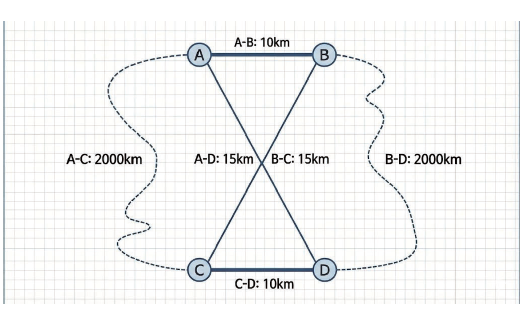 A-B: 10km
A
B
A-C: 2000km
A-D: 15km
B-C: 15km
B-D: 2000km
C
D
C-D: 10km